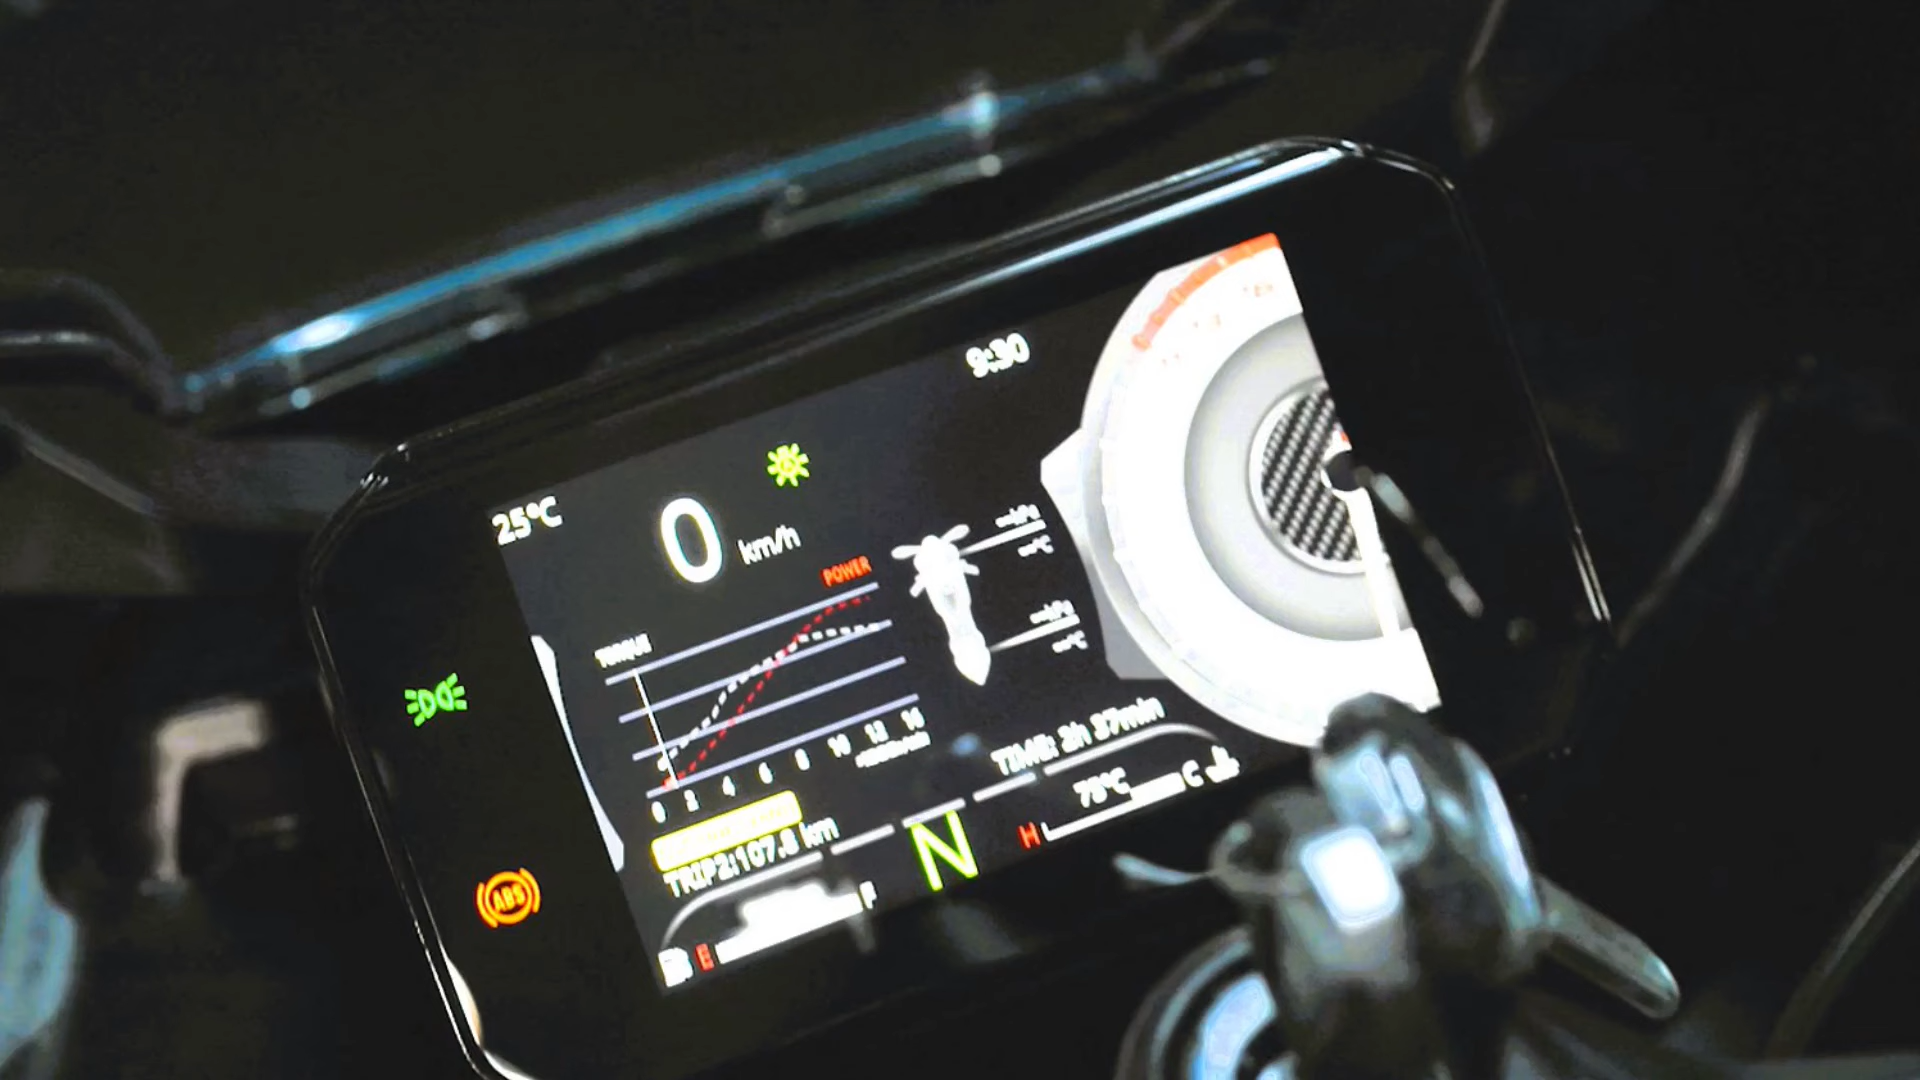 9:30
25°C
0 km/h
POWER
TORQUE
0 2 4 6 8 10 12 14
TIME: 2h 37min
TRIP2:107.8 km
N
H 79°C C
E F
ABS